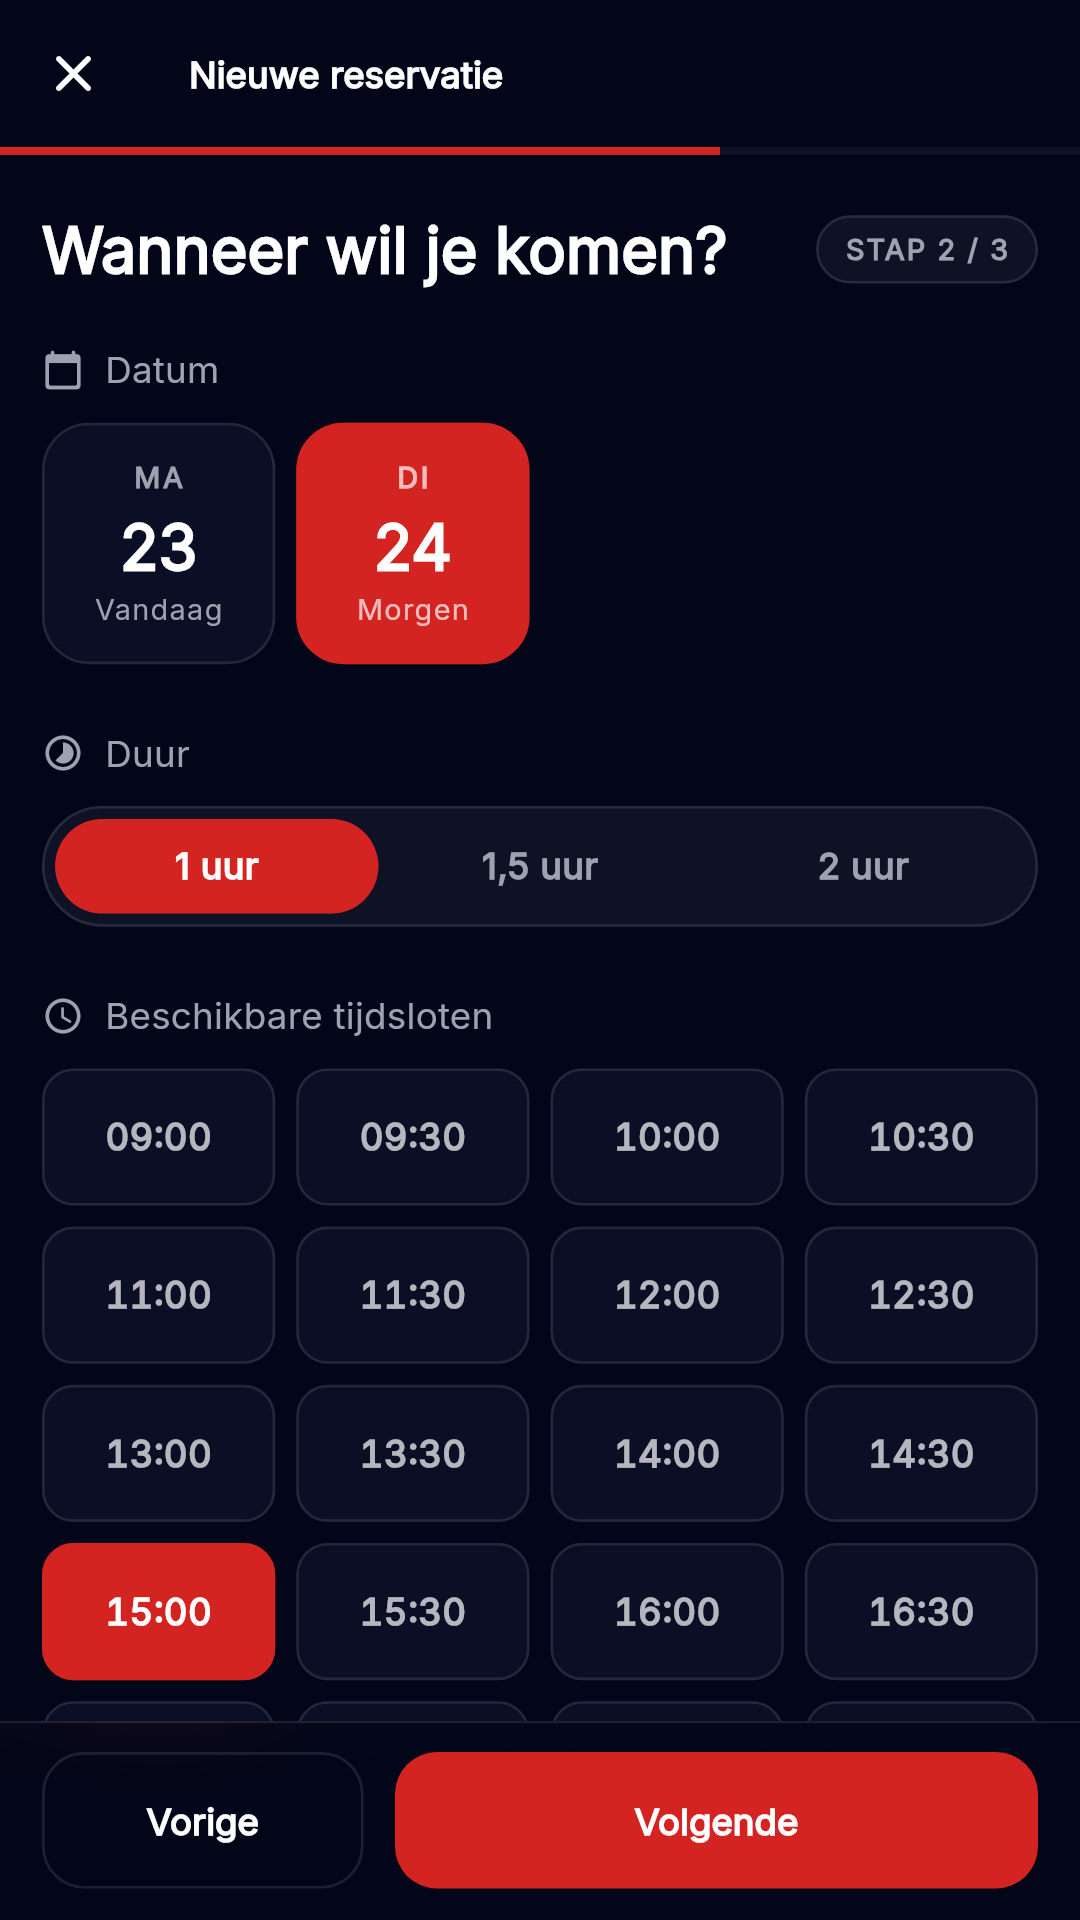 Nieuwe reservatie
Wanneer wil je komen?
STAP 2 / 3
Datum
MA
23
Vandaag
DI
24
Morgen
Duur
1 uur
1,5 uur
2 uur
Beschikbare tijdsloten
09:00 09:30 10:00 10:30
11:00 11:30 12:00 12:30
13:00 13:30 14:00 14:30
15:00 15:30 16:00 16:30
Vorige
Volgende